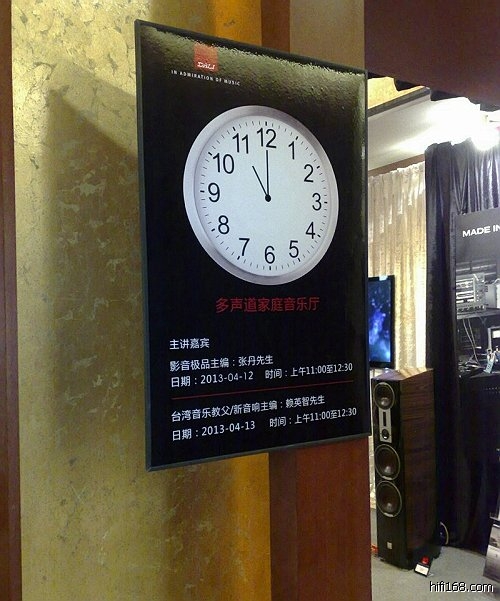 DALI
IN ADMIRATION OF MUSIC
12
1
2
3
4
5
6
7
8
9
10
11
多声道家庭音乐厅
主讲嘉宾
影音极品主编：张丹先生
日期：2013-04-12 时间：上午11:00至12:30
台湾音乐教父/新音响主编：赖英智先生
日期：2013-04-13 时间：上午11:00至12:30
MADE IN
hifi168.com